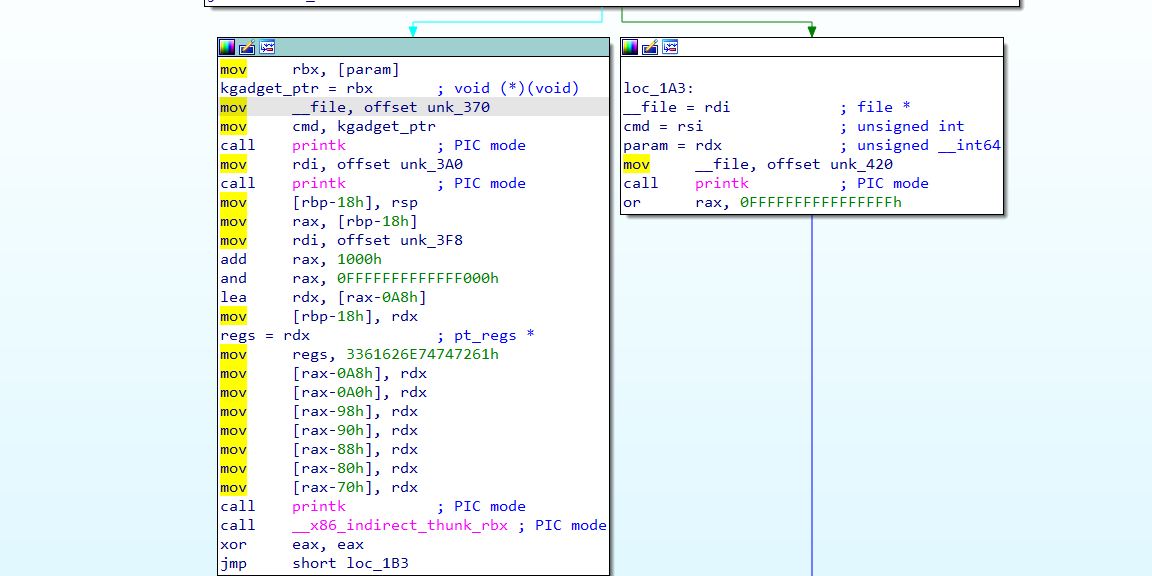 mov rbx, [param]
kgadget_ptr = rbx ; void (*)(void)
mov __file, offset unk_370
mov cmd, kgadget_ptr
call printk ; PIC mode
mov rdi, offset unk_3A0
call printk ; PIC mode
mov [rbp-18h], rsp
mov rax, [rbp-18h]
mov rdi, offset unk_3F8
add rax, 1000h
and rax, 0FFFFFFFFFFFFF000h
lea rdx, [rax-0A8h]
mov [rbp-18h], rdx
regs = rdx ; pt_regs *
mov regs, 3361626E74747261h
mov [rax-0A8h], rdx
mov [rax-0A0h], rdx
mov [rax-98h], rdx
mov [rax-90h], rdx
mov [rax-88h], rdx
mov [rax-80h], rdx
mov [rax-70h], rdx
call printk ; PIC mode
call __x86_indirect_thunk_rbx ; PIC mode
xor eax, eax
jmp short loc_1B3
loc_1A3:
__file = rdi ; file *
cmd = rsi ; unsigned int
param = rdx ; unsigned __int64
mov __file, offset unk_420
call printk ; PIC mode
or rax, 0FFFFFFFFFFFFFFFFh